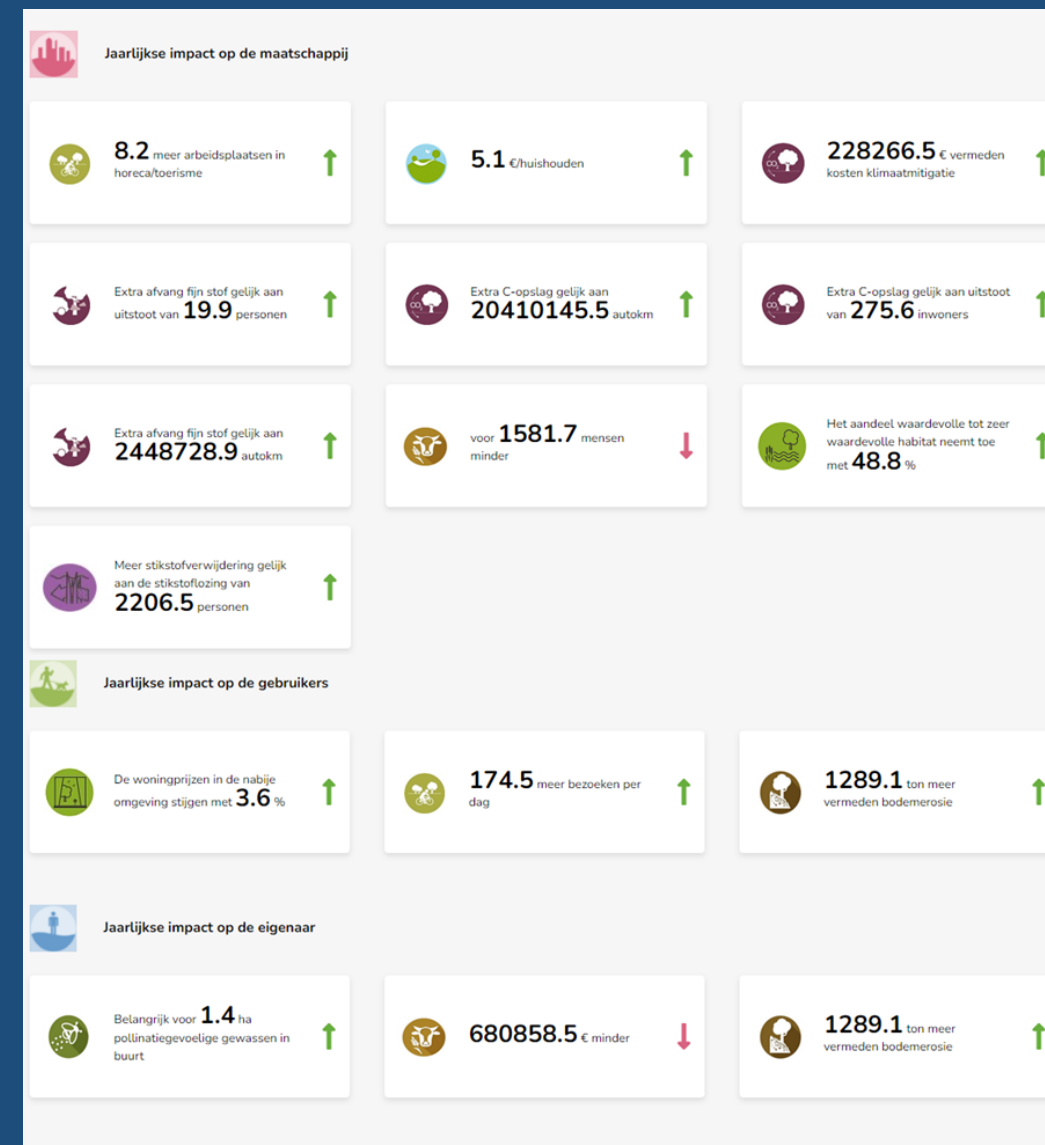 Jaarlijkse impact op de maatschappij
8.2 meer arbeidsplaatsen in
horeca/toerisme
5.1 €/huishouden
228266.5 € vermeden
kosten klimaatmitigatie
Extra afvang fijn stof gelijk aan
uitstoot van 19.9 personen
Extra C-opslag gelijk aan
20410145.5 autokm
Extra C-opslag gelijk aan uitstoot
van 275.6 inwoners
Extra afvang fijn stof gelijk aan
2448728.9 autokm
voor 1581.7 mensen
minder
Het aandeel waardevolle tot zeer
waardevolle habitat neemt toe
met 48.8 %
Meer stikstofverwijdering gelijk
aan de stikstoflozing van
2206.5 personen
Jaarlijkse impact op de gebruikers
De woningprijzen in de nabije
omgeving stijgen met 3.6 %
174.5 meer bezoeken per
dag
1289.1 ton meer
vermeden bodemerosie
Jaarlijkse impact op de eigenaar
Belangrijk voor 1.4 ha
pollinatiegevoelige gewassen in
buurt
680858.5 € minder
1289.1 ton meer
vermeden bodemerosie